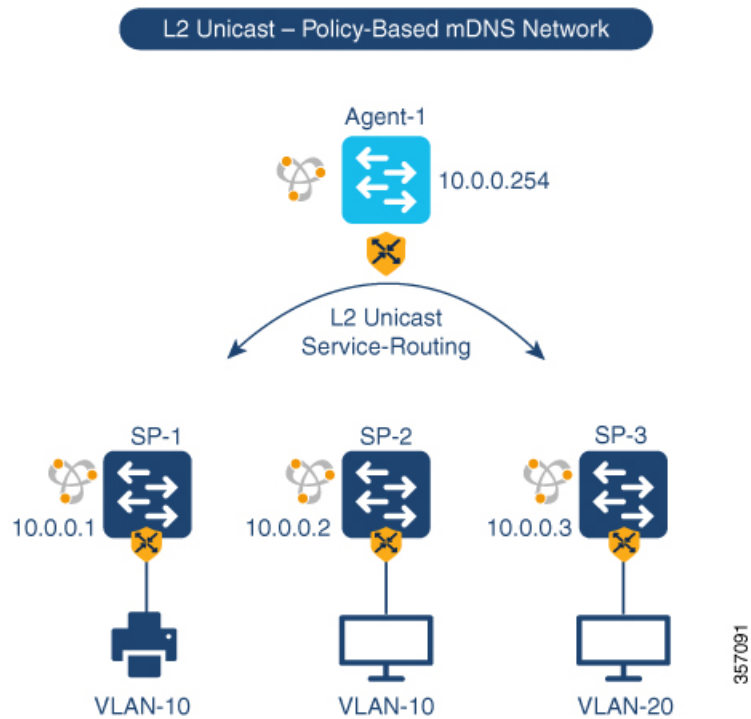 L2 Unicast – Policy-Based mDNS Network
Agent-1
10.0.0.254
L2 Unicast
Service-Routing
SP-1
SP-2
SP-3
10.0.0.1
10.0.0.2
10.0.0.3
VLAN-10
VLAN-10
VLAN-20
357091